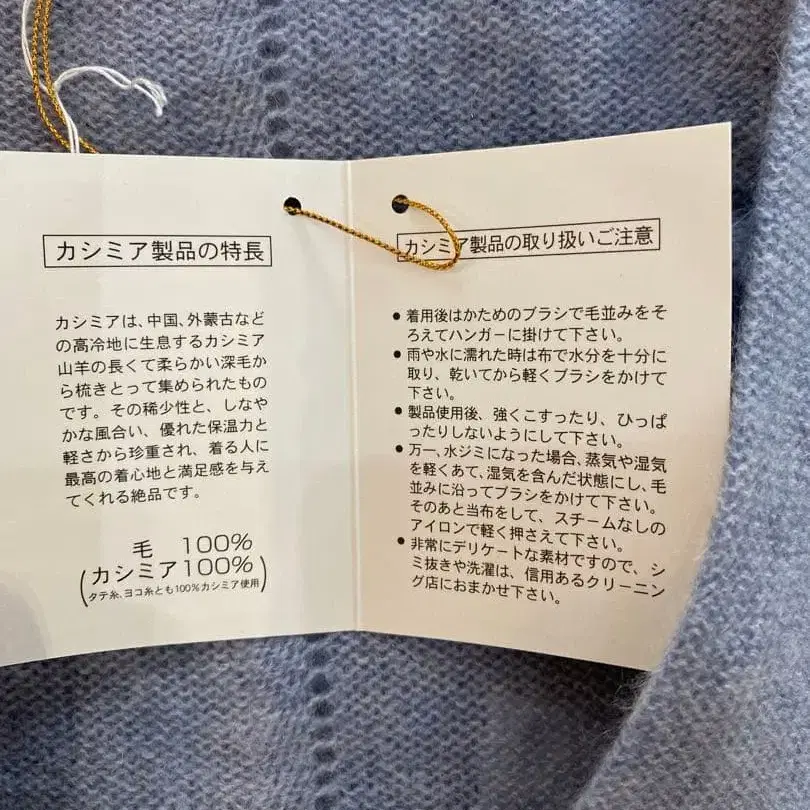 カシミア製品の特長
カシミアは、中国、外蒙古など
の高冷地に生息するカシミア
山羊の長くて柔らかい深毛か
ら梳きとって集められたもの
です。その稀少性と、しなや
かな風合い、優れた保温力と
軽さから珍重され、着る人に
最高の着心地と満足感を与え
てくれる絶品です。
毛 100%
(カシミア100%
タテ糸、ヨコ糸とも100%カシミア使用)
カシミア製品の取り扱いご注意
●着用後はかためのブラシで毛並みをそ
ろえてハンガーに掛けて下さい。
●雨や水に濡れた時は布で水分を十分に
取り、乾いてから軽くブラシをかけて
下さい。
●製品使用後、強くこすったり、ひっぱ
ったりしないようにして下さい。
●万一、水ジミになった場合、蒸気や湿気
を軽くあて、湿気を含んだ状態にし、毛
並みに沿ってブラシをかけて下さい。
そのあと当布をして、スチームなしの
アイロンで軽く押さえて下さい。
●非常にデリケートな素材ですので、シ
ミ抜きや洗濯は、信用あるクリーニン
グ店におまかせ下さい。